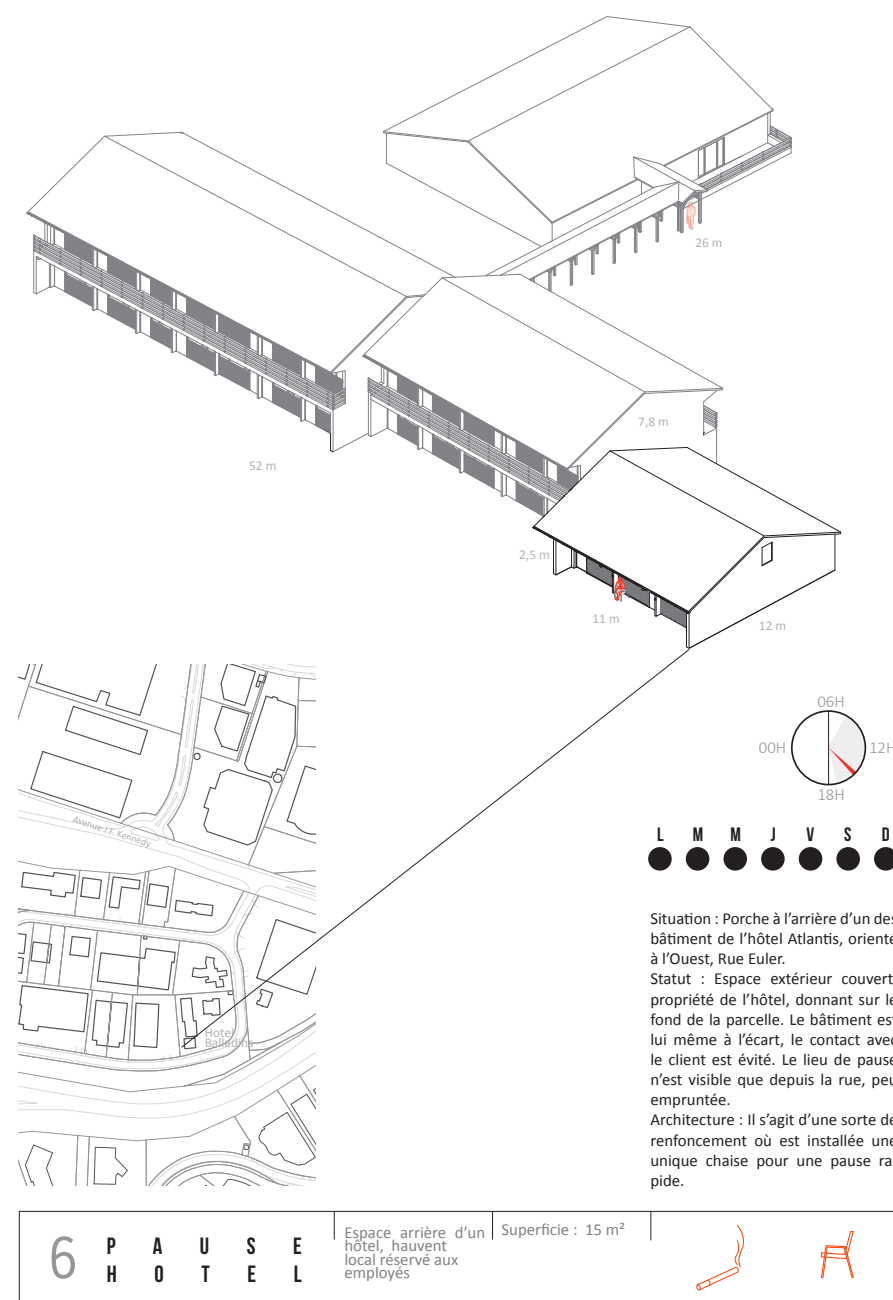 26 m
7,8 m
52 m
2,5 m
11 m
12 m
06H
00H
12H
18H
L M M J V S D
Avenue J.F. Kennedy
Hotel
Balladins
Situation : Porche à l'arrière d'un des
bâtiment de l'hôtel Atlantis, orienté
à l'Ouest, Rue Euler.
Statut : Espace extérieur couvert
propriété de l'hôtel, donnant sur le
fond de la parcelle. Le bâtiment est
lui même à l'écart, le contact avec
le client est évité. Le lieu de pause
n'est visible que depuis la rue, peu
empruntée.
Architecture : Il s'agit d'une sorte de
renfoncement où est installée une
unique chaise pour une pause ra
pide.
6 PAUSE
HOTEL
Espace arrière d'un
hôtel, hauvent
local réservé aux
employés
Superficie : 15 m²